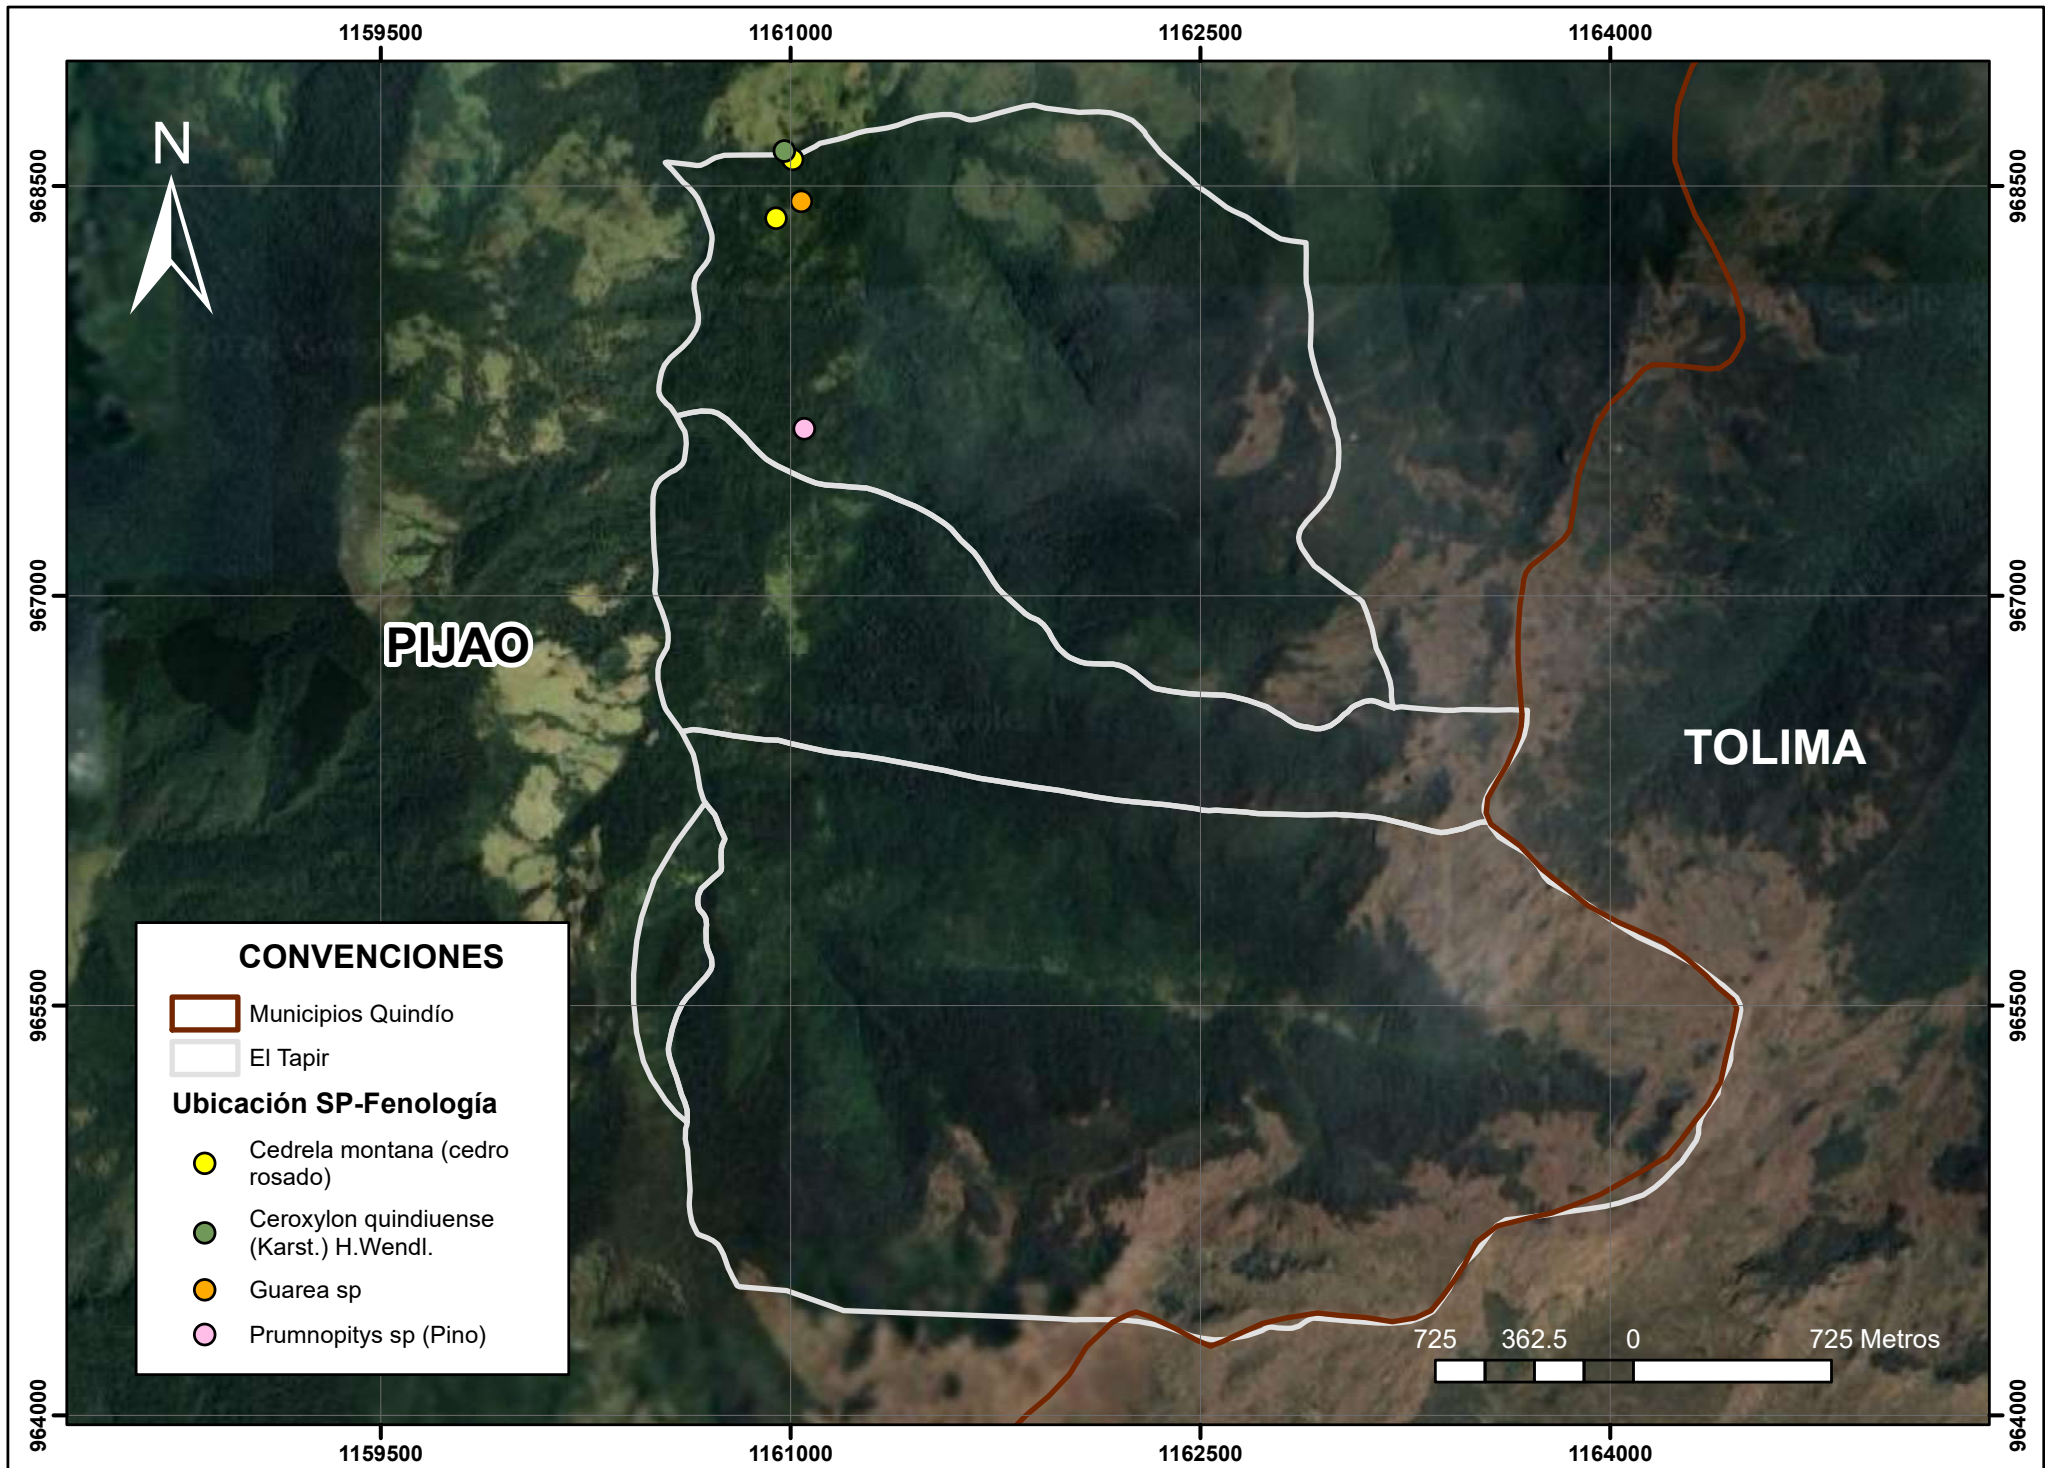 1159500 1161000 1162500 1164000
N
968500 968500
967000 967000
PIJAO
TOLIMA
965500 965500
CONVENCIONES
Municipios Quindío
El Tapir
Ubicación SP-Fenología
Cedrela montana (cedro
rosado)
Ceroxylon quindiuense
(Karst.) H.Wendl.
Guarea sp
Prumnopitys sp (Pino)
725 362.5 0 725 Metros
964000 964000
1159500 1161000 1162500 1164000